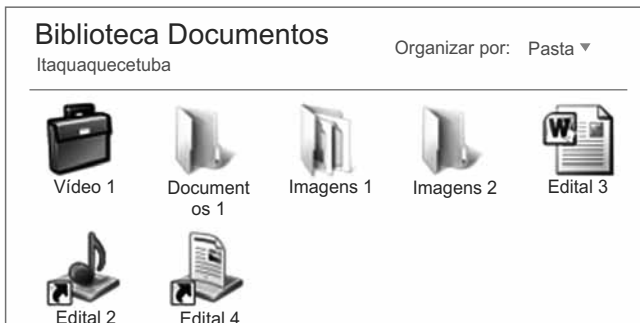 Biblioteca Documentos
Itaquaquecetuba
Organizar por: Pasta ▼
Vídeo 1
Document
os 1
Imagens 1
Imagens 2
W
Edital 3
Edital 2
Edital 4